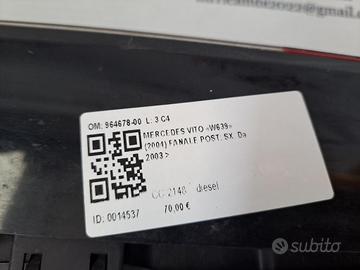 OM: 964678-00 L: 3 C4
MERCEDES VITO «W639»
(2004) FANALE POST. SX. Da
2003 >
CC 2148 diesel
70,00 €
ID: 0014537
subito